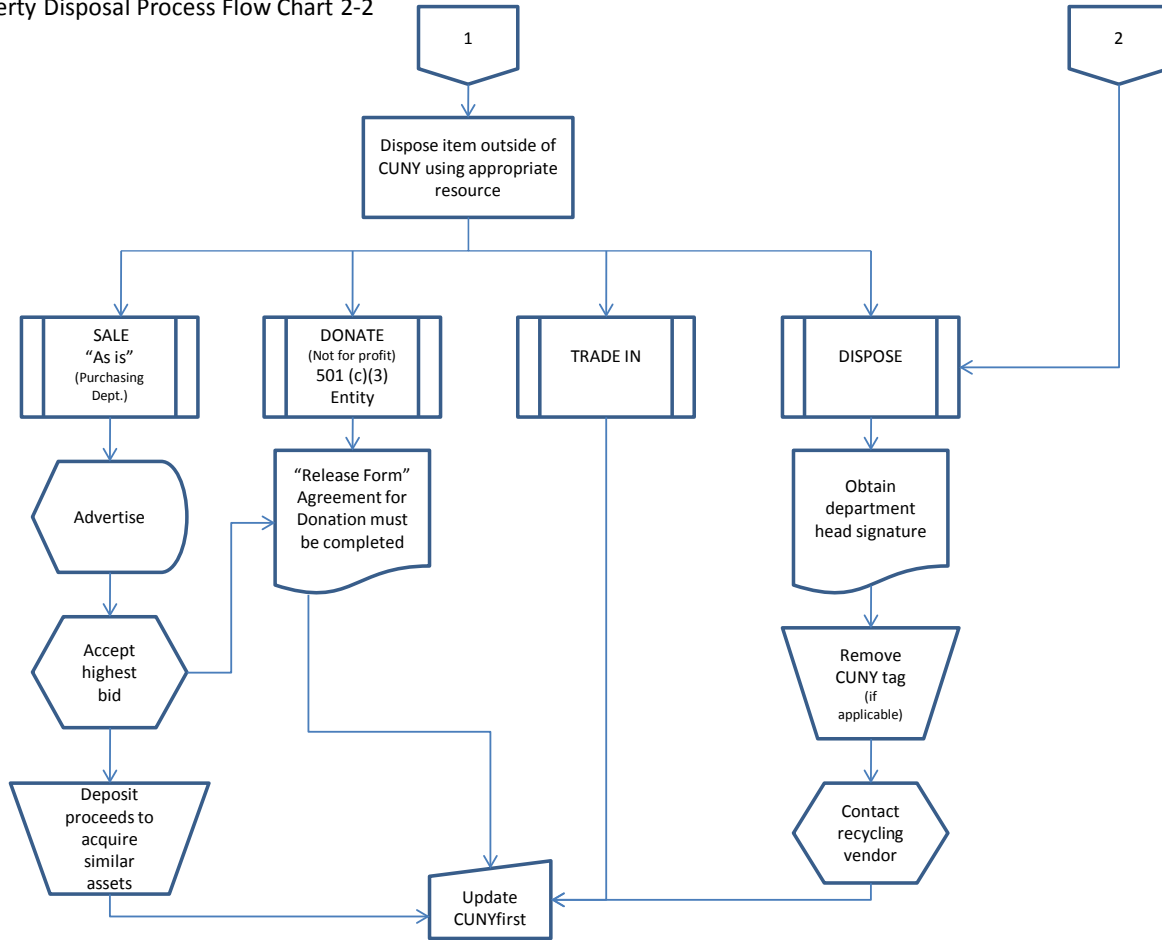 erty Disposal Process Flow Chart 2-2
1
2
Dispose item outside of
CUNY using appropriate
resource
SALE
“As is”
(Purchasing
Dept.)
DONATE
(Not for profit)
501 (c)(3)
Entity
TRADE IN
DISPOSE
Advertise
“Release Form”
Agreement for
Donation must
be completed
Obtain
department
head signature
Accept
highest
bid
Remove
CUNY tag
(if
applicable)
Deposit
proceeds to
acquire
similar
assets
Contact
recycling
vendor
Update
CUNYfirst